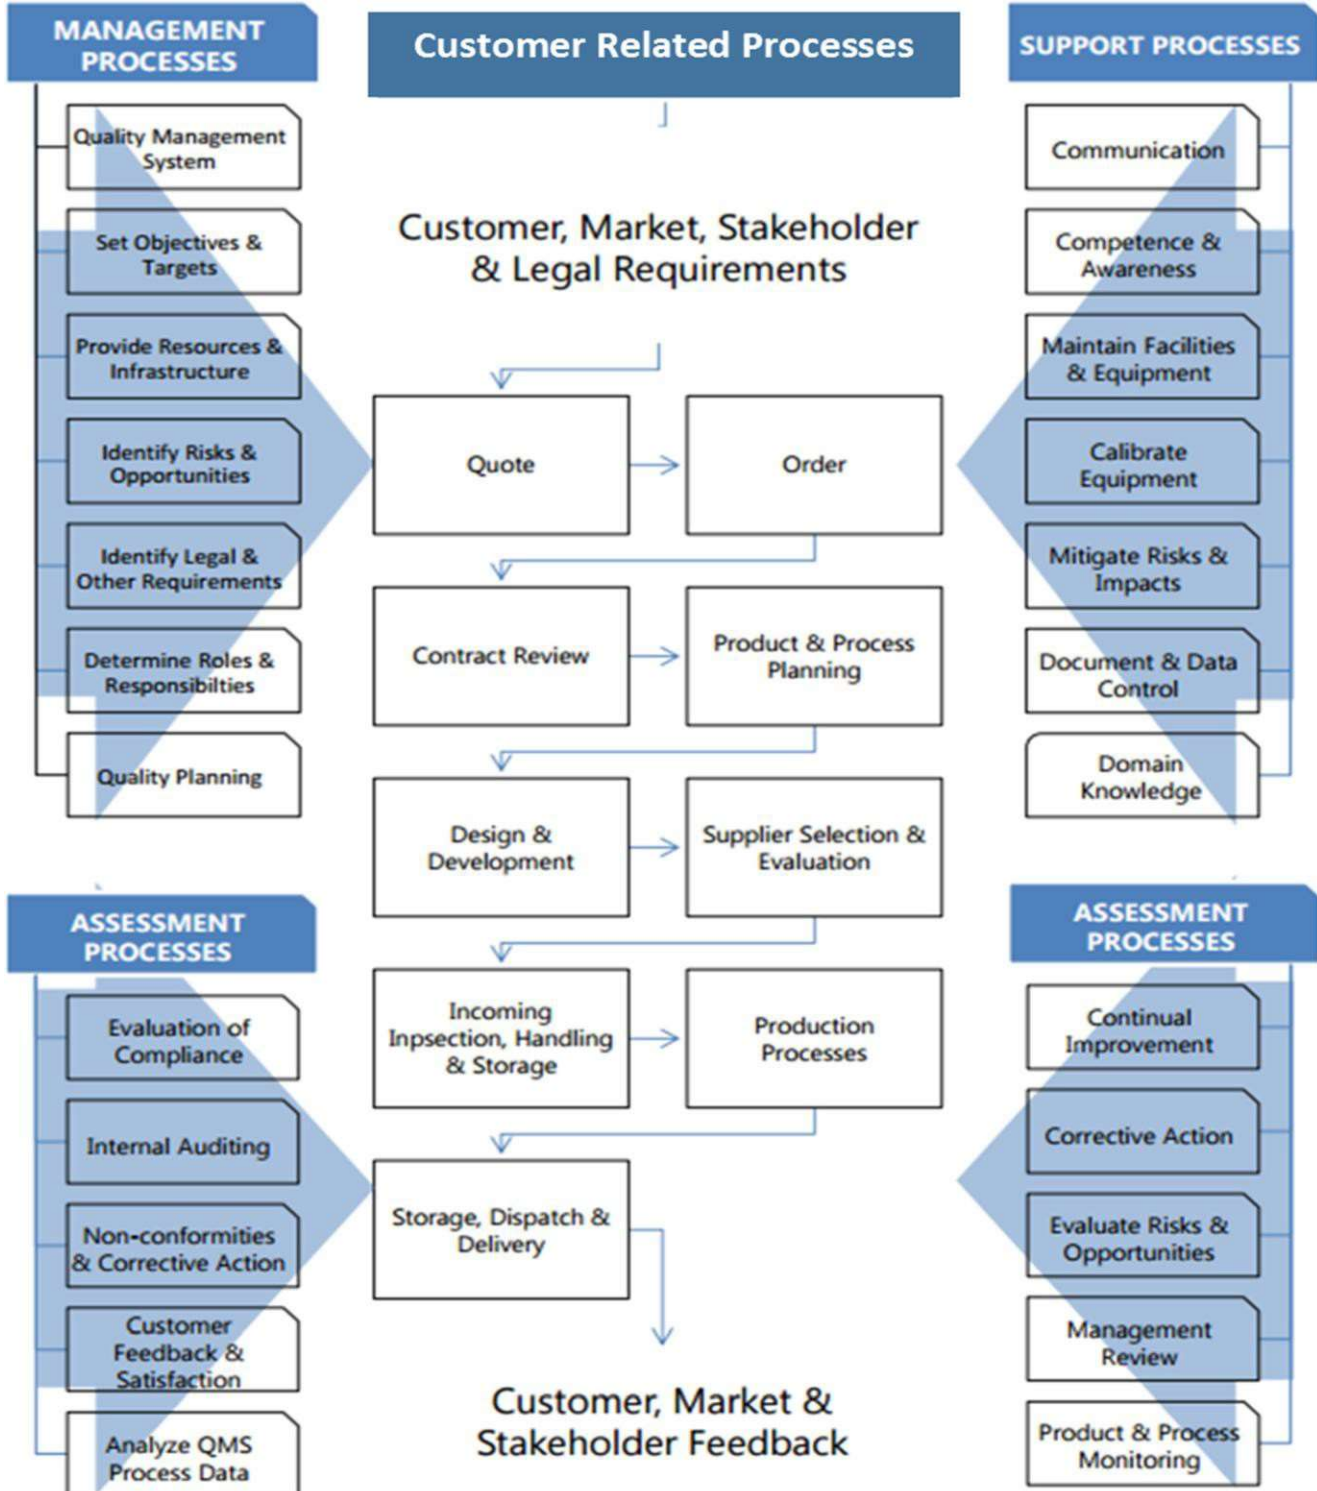 MANAGEMENT
PROCESSES
Quality Management
System
Set Objectives &
Targets
Provide Resources &
Infrastructure
Identify Risks &
Opportunities
Identify Legal &
Other Requirements
Determine Roles &
Responsibilties
Quality Planning
ASSESSMENT
PROCESSES
Evaluation of
Compliance
Internal Auditing
Non-conformities
& Corrective Action
Customer
Feedback &
Satisfaction
Analyze QMS
Process Data
Customer Related Processes
Customer, Market, Stakeholder
& Legal Requirements
Quote
Order
Contract Review
Product & Process
Planning
Design &
Development
Supplier Selection &
Evaluation
Incoming
Inpsection, Handling
& Storage
Production
Processes
Storage, Dispatch &
Delivery
Customer, Market &
Stakeholder Feedback
SUPPORT PROCESSES
Communication
Competence &
Awareness
Maintain Facilities
& Equipment
Calibrate
Equipment
Mitigate Risks &
Impacts
Document & Data
Control
Domain
Knowledge
ASSESSMENT
PROCESSES
Continual
Improvement
Corrective Action
Evaluate Risks &
Opportunities
Management
Review
Product & Process
Monitoring